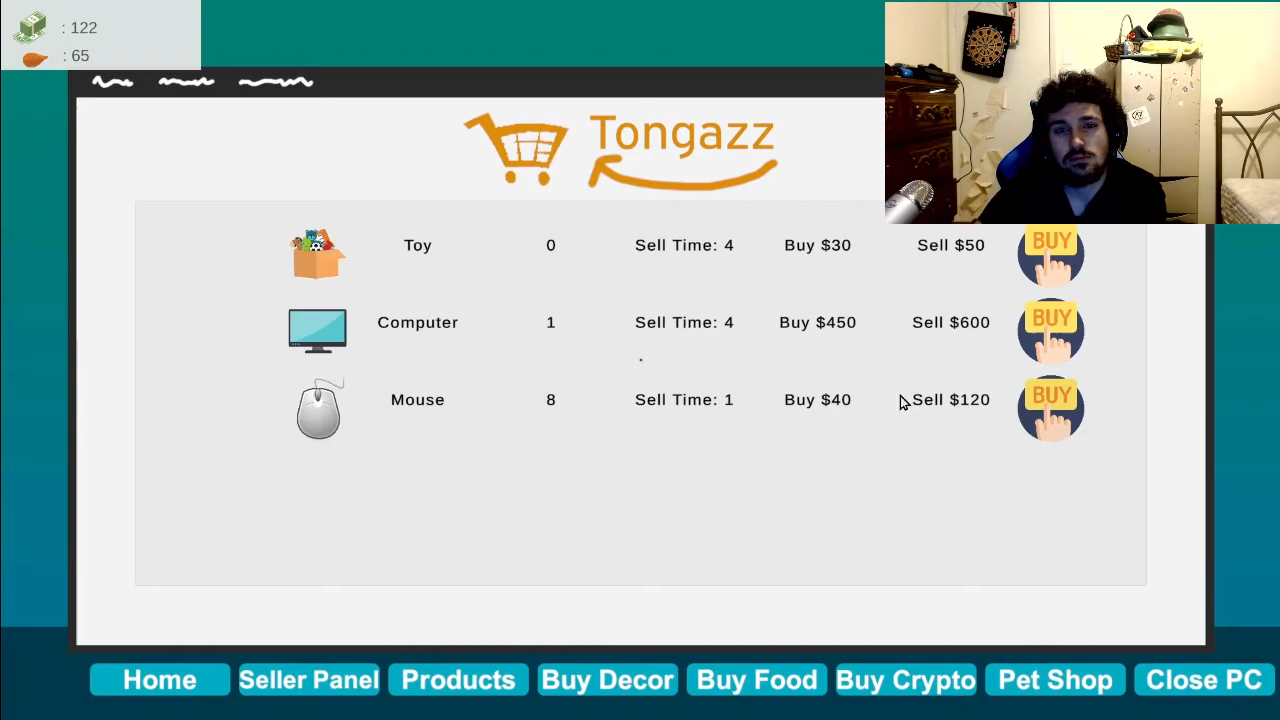 : 122
: 65
Tongazz
Toy 0 Sell Time: 4 Buy $30 Sell $50 BUY
Computer 1 Sell Time: 4 Buy $450 Sell $600 BUY
Mouse 8 Sell Time: 1 Buy $40 Sell $120 BUY
Home Seller Panel Products Buy Decor Buy Food Buy Crypto Pet Shop Close PC